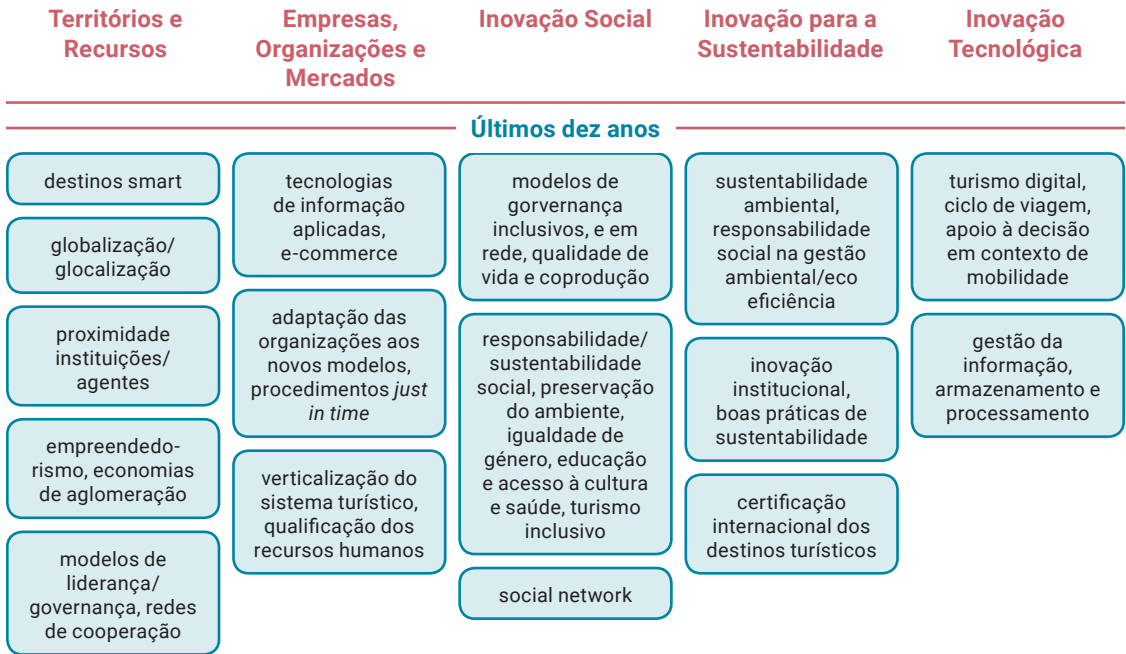 Territórios e
Recursos
Empresas,
Organizações e
Mercados
Inovação Social
Inovação para a
Sustentabilidade
Inovação
Tecnológica
Últimos dez anos
destinos smart
globalização/
glocalização
proximidade
instituições/
agentes
empreendedo-
rismo, economias
de aglomeração
modelos de
liderança/
governança, redes
de cooperação
tecnologias
de informação
aplicadas,
e-commerce
adaptação das
organizações aos
novos modelos,
procedimentos just
in time
verticalização do
sistema turístico,
qualificação dos
recursos humanos
modelos de
gorvernança
inclusivos, e em
rede, qualidade de
vida e coprodução
responsabilidade/
sustentabilidade
social, preservação
do ambiente,
igualdade de
género, educação
e acesso à cultura
e saúde, turismo
inclusivo
social network
sustentabilidade
ambiental,
responsabilidade
social na gestão
ambiental/eco
eficiência
inovação
institucional,
boas práticas de
sustentabilidade
certificação
internacional dos
destinos turísticos
turismo digital,
ciclo de viagem,
apoio à decisão
em contexto de
mobilidade
gestão da
informação,
armazenamento e
processamento